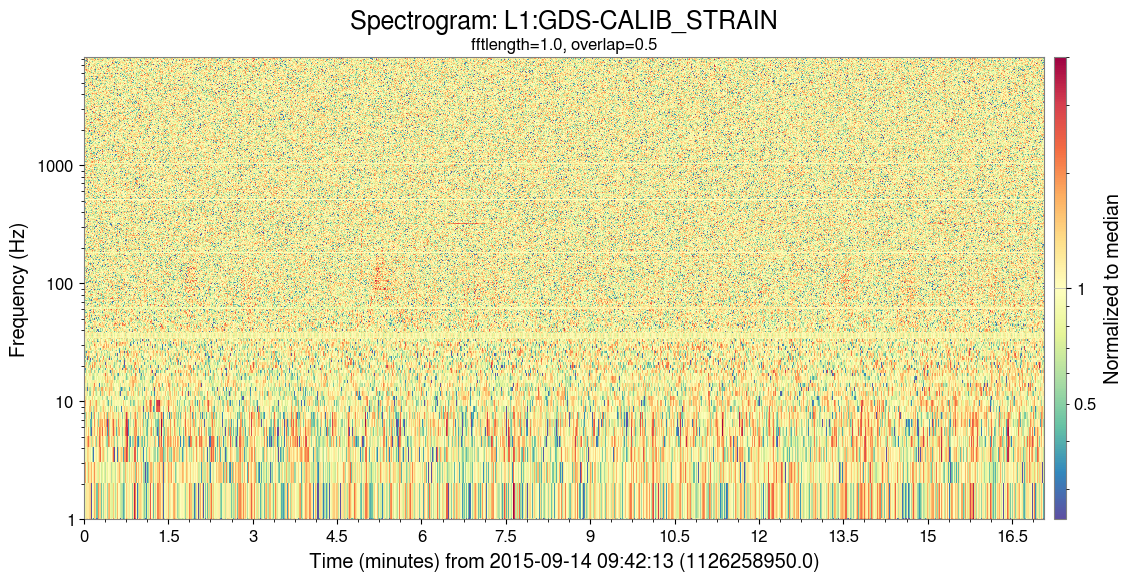 Spectrogram: L1:GDS-CALIB_STRAIN
fftlength=1.0, overlap=0.5
Frequency (Hz)
1000
100
10
1
0 1.5 3 4.5 6 7.5 9 10.5 12 13.5 15 16.5
Time (minutes) from 2015-09-14 09:42:13 (1126258950.0)
1
0.5
Normalized to median